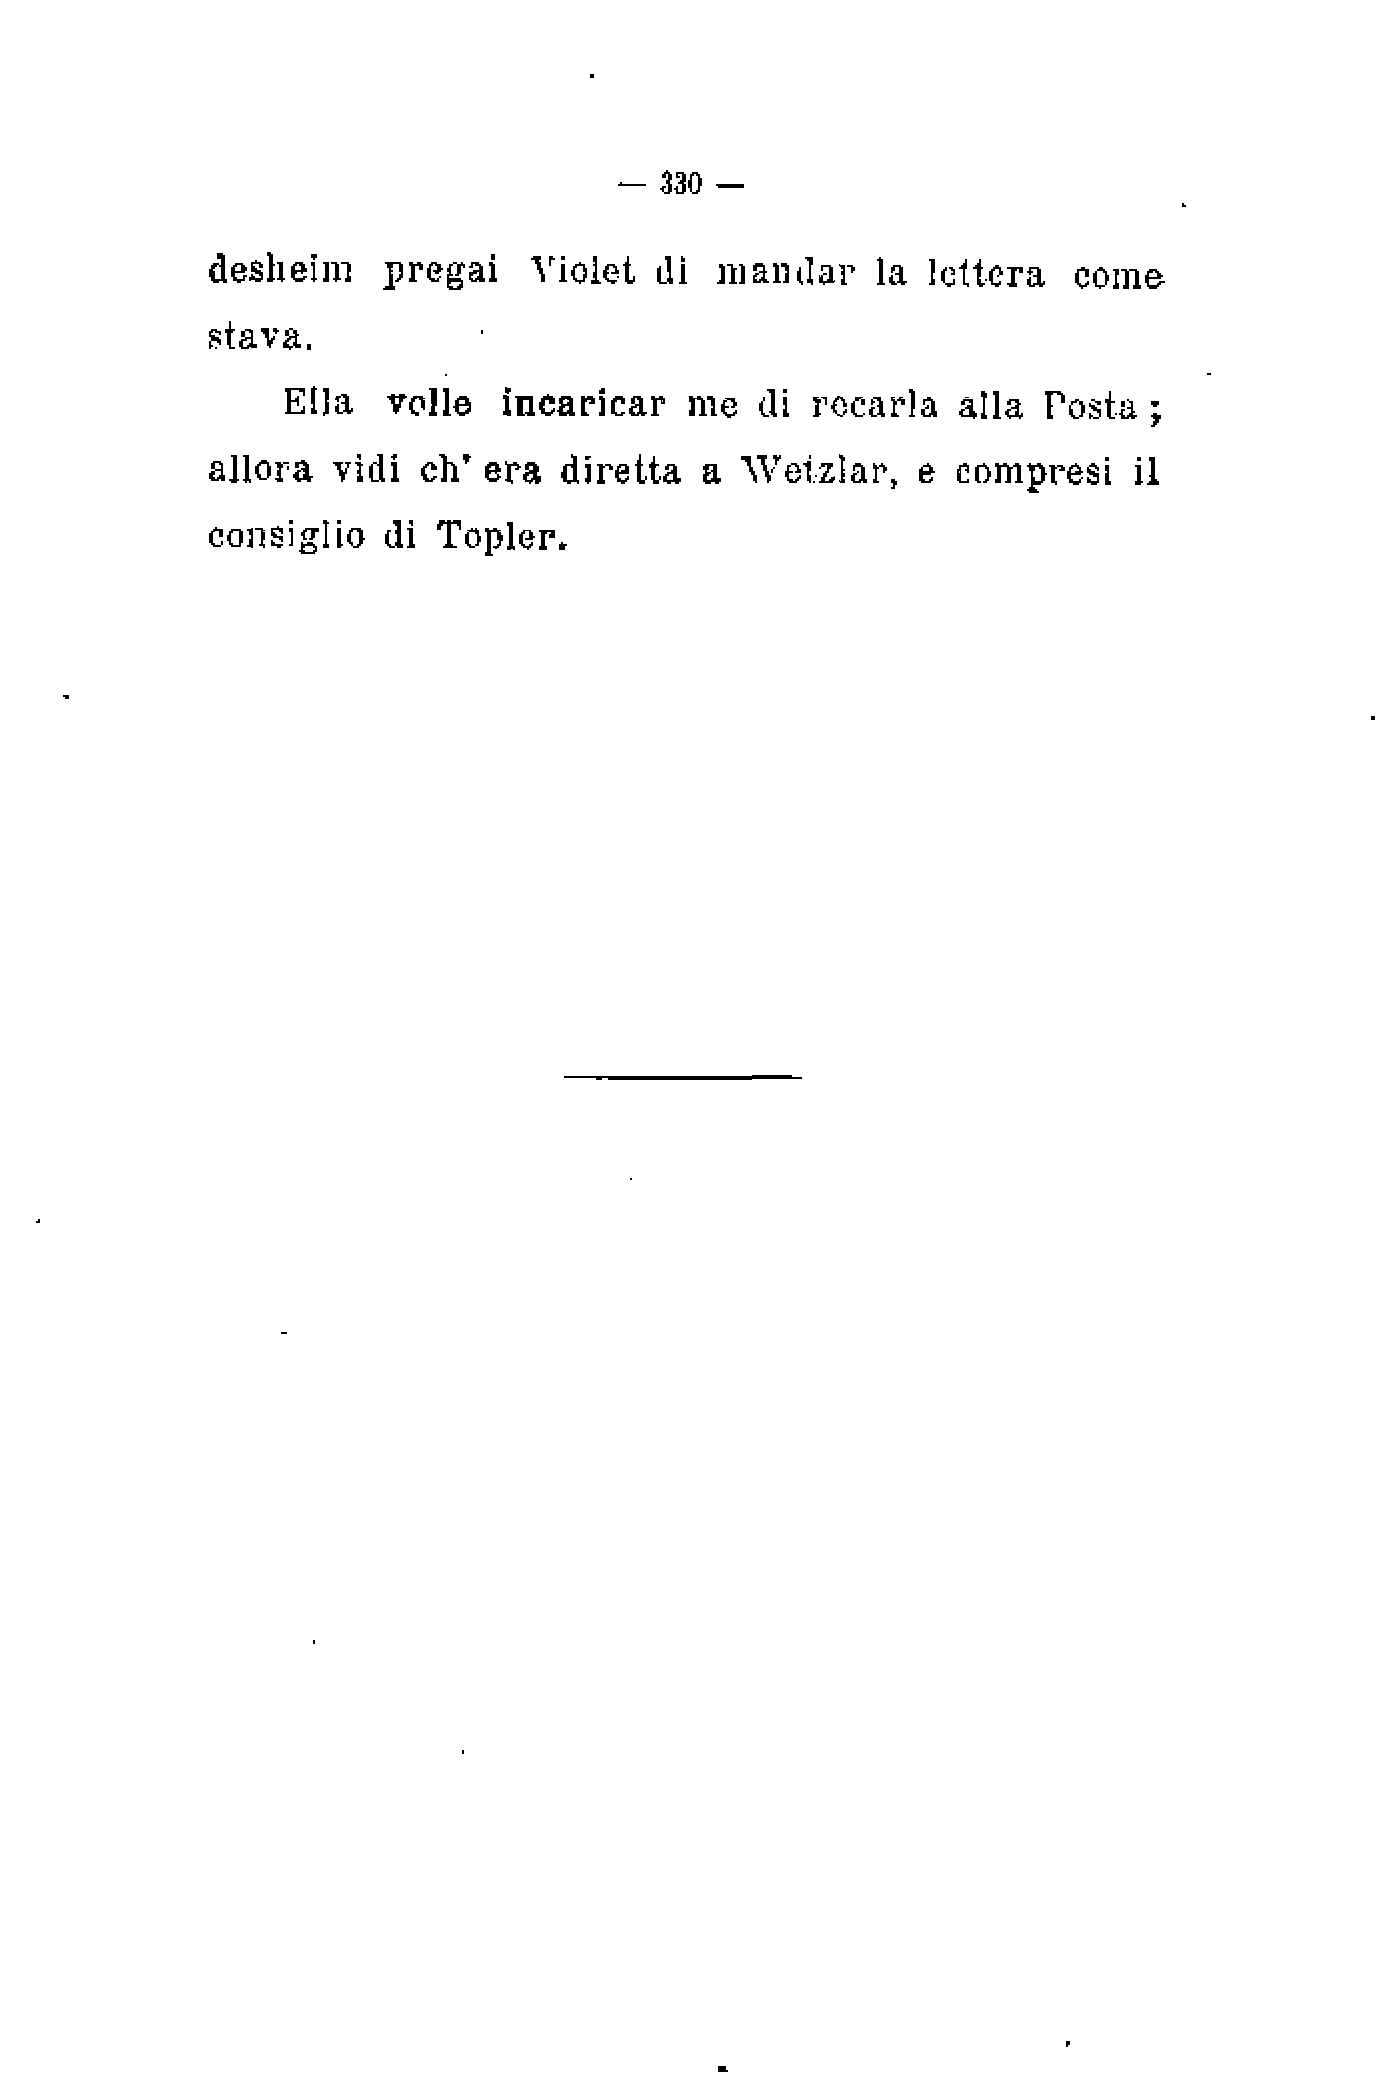 — 330 —
desheim pregai Violet di mandar la lettera come
stava.
Ella volle incaricar me di recarla alla Posta ;
allora vidi ch' era diretta a Wetzlar, e compresi il
consiglio di Topler.